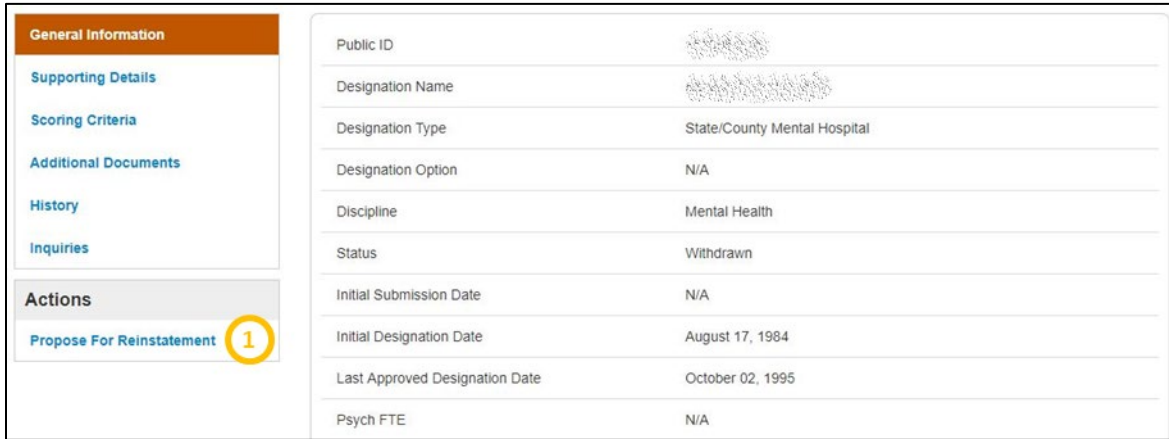 General Information
Supporting Details
Scoring Criteria
Additional Documents
History
Inquiries
Actions
Propose For Reinstatement 1
Public ID
Designation Name
Designation Type State/County Mental Hospital
Designation Option N/A
Discipline Mental Health
Status Withdrawn
Initial Submission Date N/A
Initial Designation Date August 17, 1984
Last Approved Designation Date October 02, 1995
Psych FTE N/A